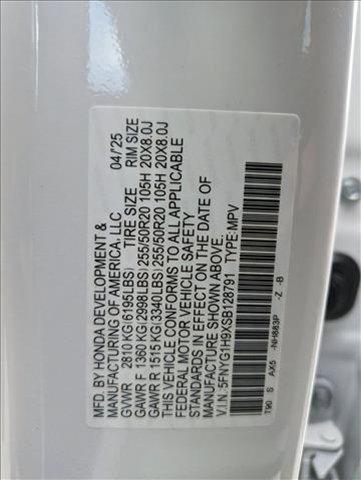 MFD. BY HONDA DEVELOPMENT & 04/'25
MANUFACTURING OF AMERICA, LLC
GVWR 2810 KG(6195LBS) TIRE SIZE RIM SIZE
GAWR F 1360 KG(2998LBS) 255/50R20 105H 20X8.0J
GAWR R 1515 KG(3340LBS) 255/50R20 105H 20X8.0J
THIS VEHICLE CONFORMS TO ALL APPLICABLE
FEDERAL MOTOR VEHICLE SAFETY
STANDARDS IN EFFECT ON THE DATE OF
MANUFACTURE SHOWN ABOVE.
V.I.N. 5FNYG1H9XSB128791 TYPE:MPV
T90 S AX5 -NH883P -Z -B